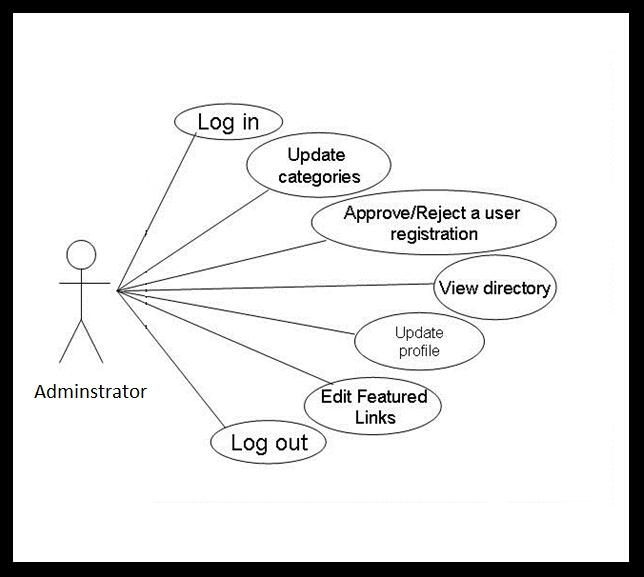 Log in
Update
categories
Approve/Reject a user
registration
View directory
Update
profile
Adminstrator
Edit Featured
Links
Log out